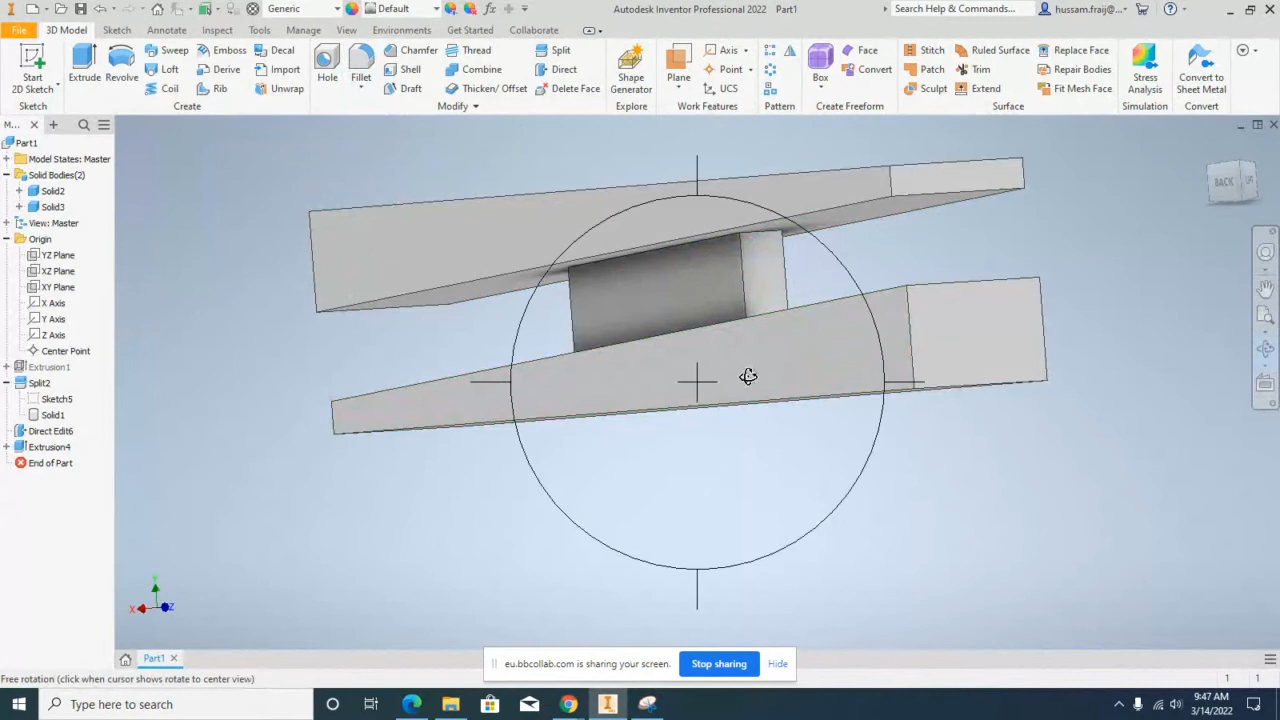 Generic
Default
fx
Autodesk Inventor Professional 2022 Part1
Search Help & Commands...
hussam.fraij@...
File
3D Model
Sketch
Annotate
Inspect
Tools
Manage
View
Environments
Get Started
Collaborate
Start
2D Sketch
Extrude
Revolve
Sweep
Loft
Coil
Emboss
Derive
Rib
Decal
Import
Unwrap
Hole
Fillet
Chamfer
Shell
Draft
Thread
Combine
Thicken/ Offset
Split
Direct
Delete Face
Shape
Generator
Plane
Axis
Point
UCS
Box
Face
Convert
Stitch
Patch
Sculpt
Ruled Surface
Trim
Extend
Replace Face
Repair Bodies
Fit Mesh Face
Stress
Analysis
Convert to
Sheet Metal
Sketch
Create
Modify
Explore
Work Features
Pattern
Create Freeform
Surface
Simulation
Convert
M...
Part1
Model States: Master
Solid Bodies(2)
Solid2
Solid3
View: Master
Origin
YZ Plane
XZ Plane
XY Plane
X Axis
Y Axis
Z Axis
Center Point
Extrusion1
Split2
Sketch5
Solid1
Direct Edit6
Extrusion4
End of Part
BACK
Y
X
Z
Part1
eu.bbcollab.com is sharing your screen.
Stop sharing
Hide
Free rotation (click when cursor shows rotate to center view)
1
1
Type here to search
9:47 AM
3/14/2022